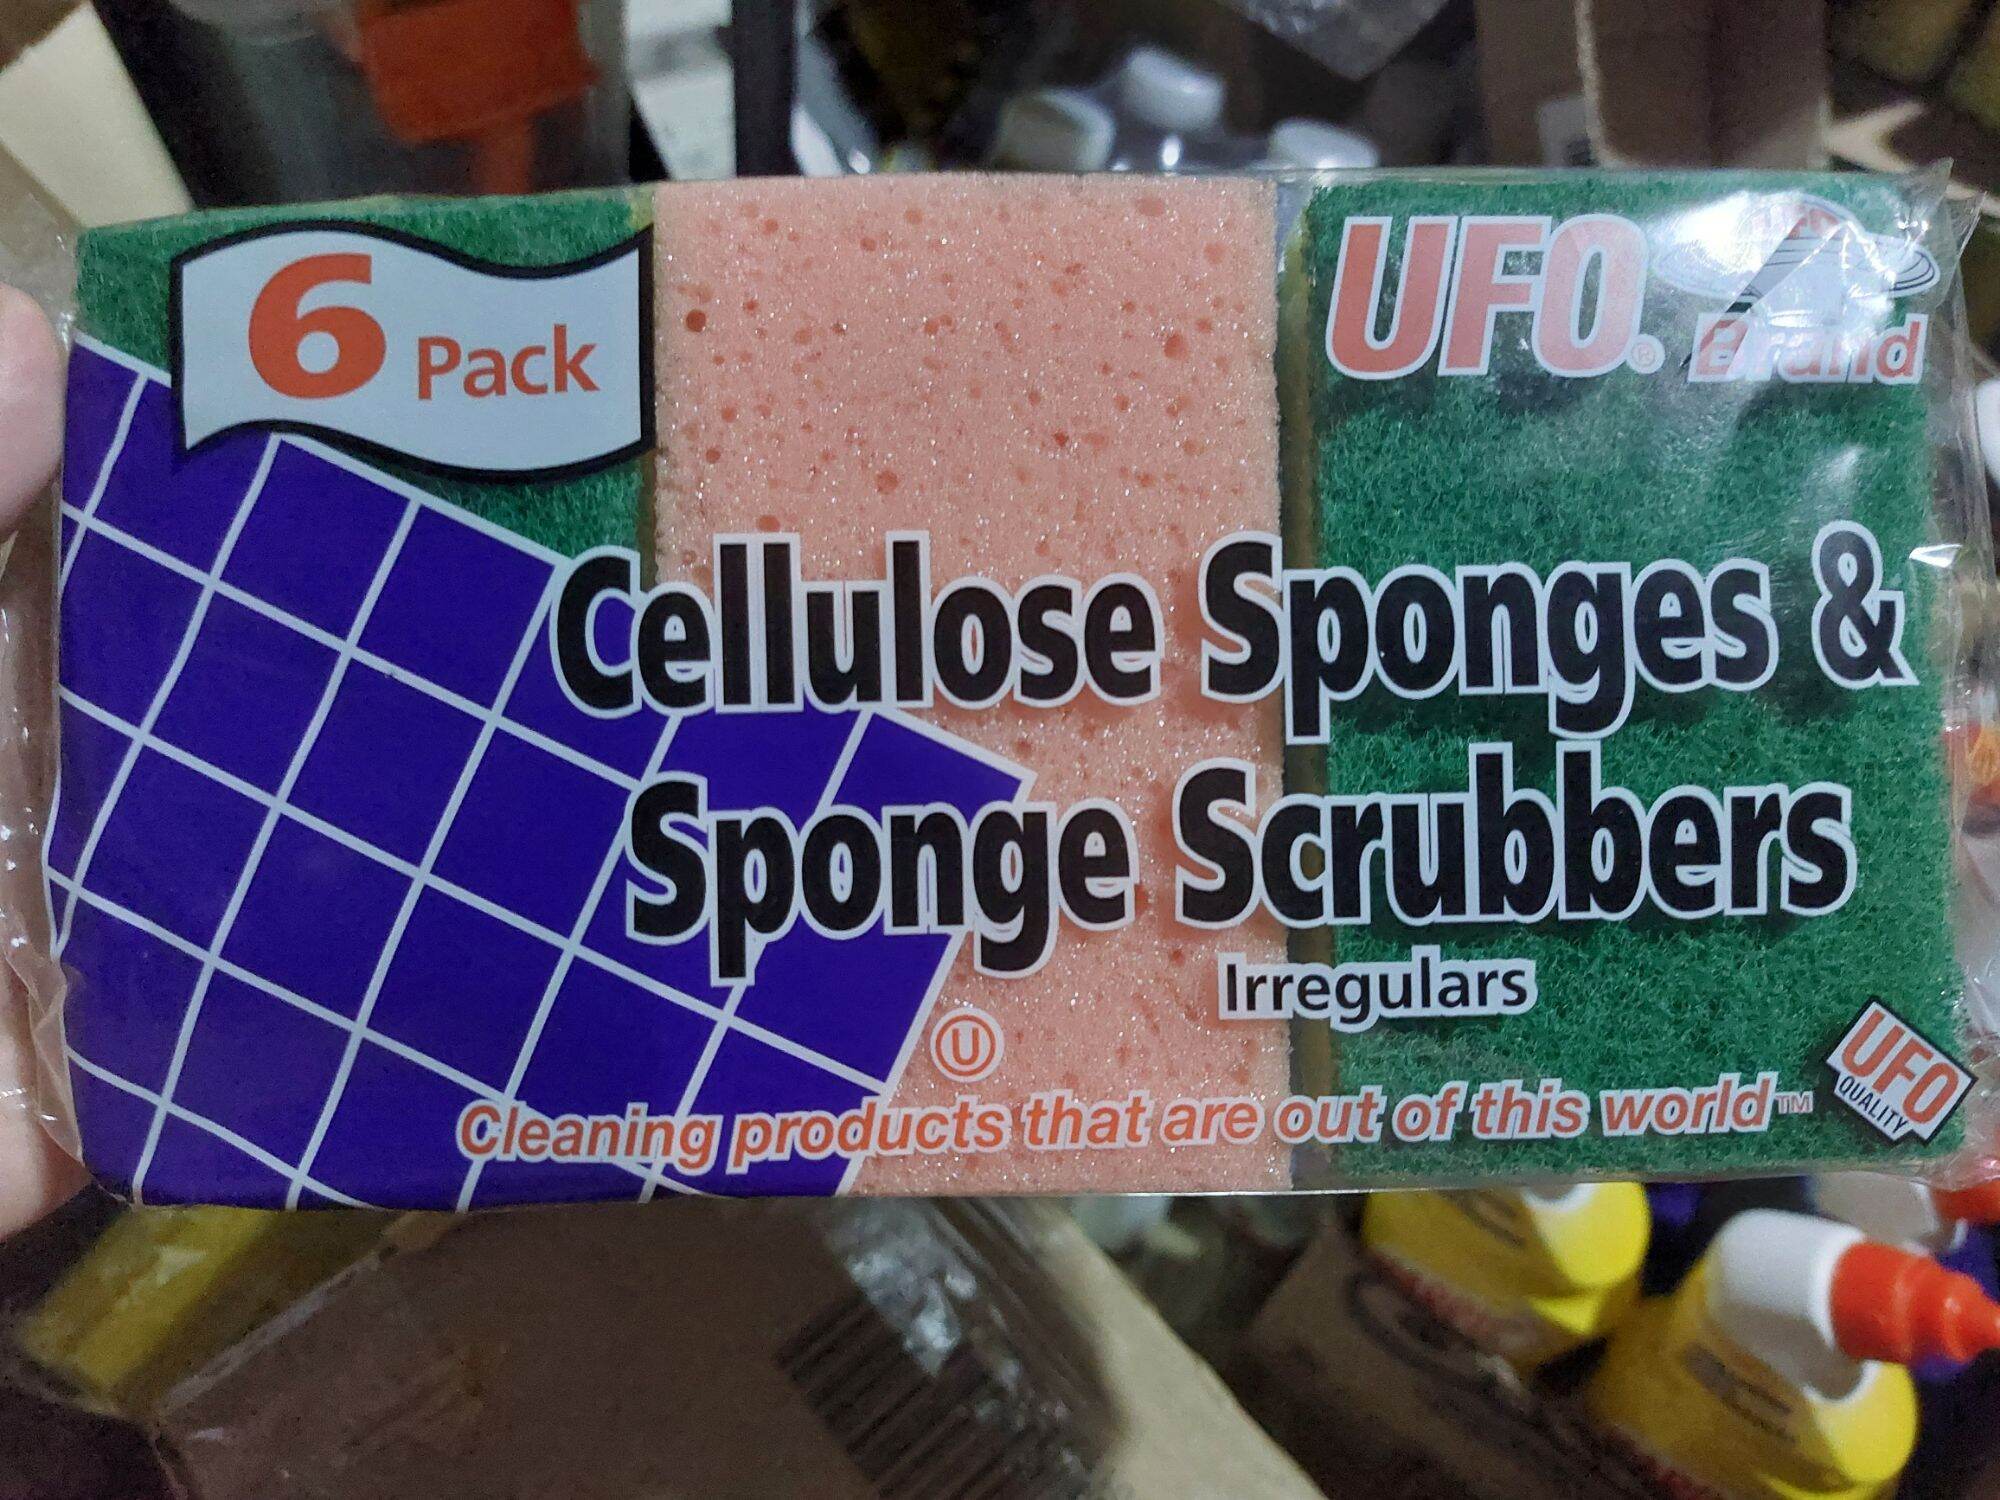 6 Pack
UFO® Brand
Cellulose Sponges &
Sponge Scrubbers
Irregulars
U
Cleaning products that are out of this world™
UFO
QUALITY